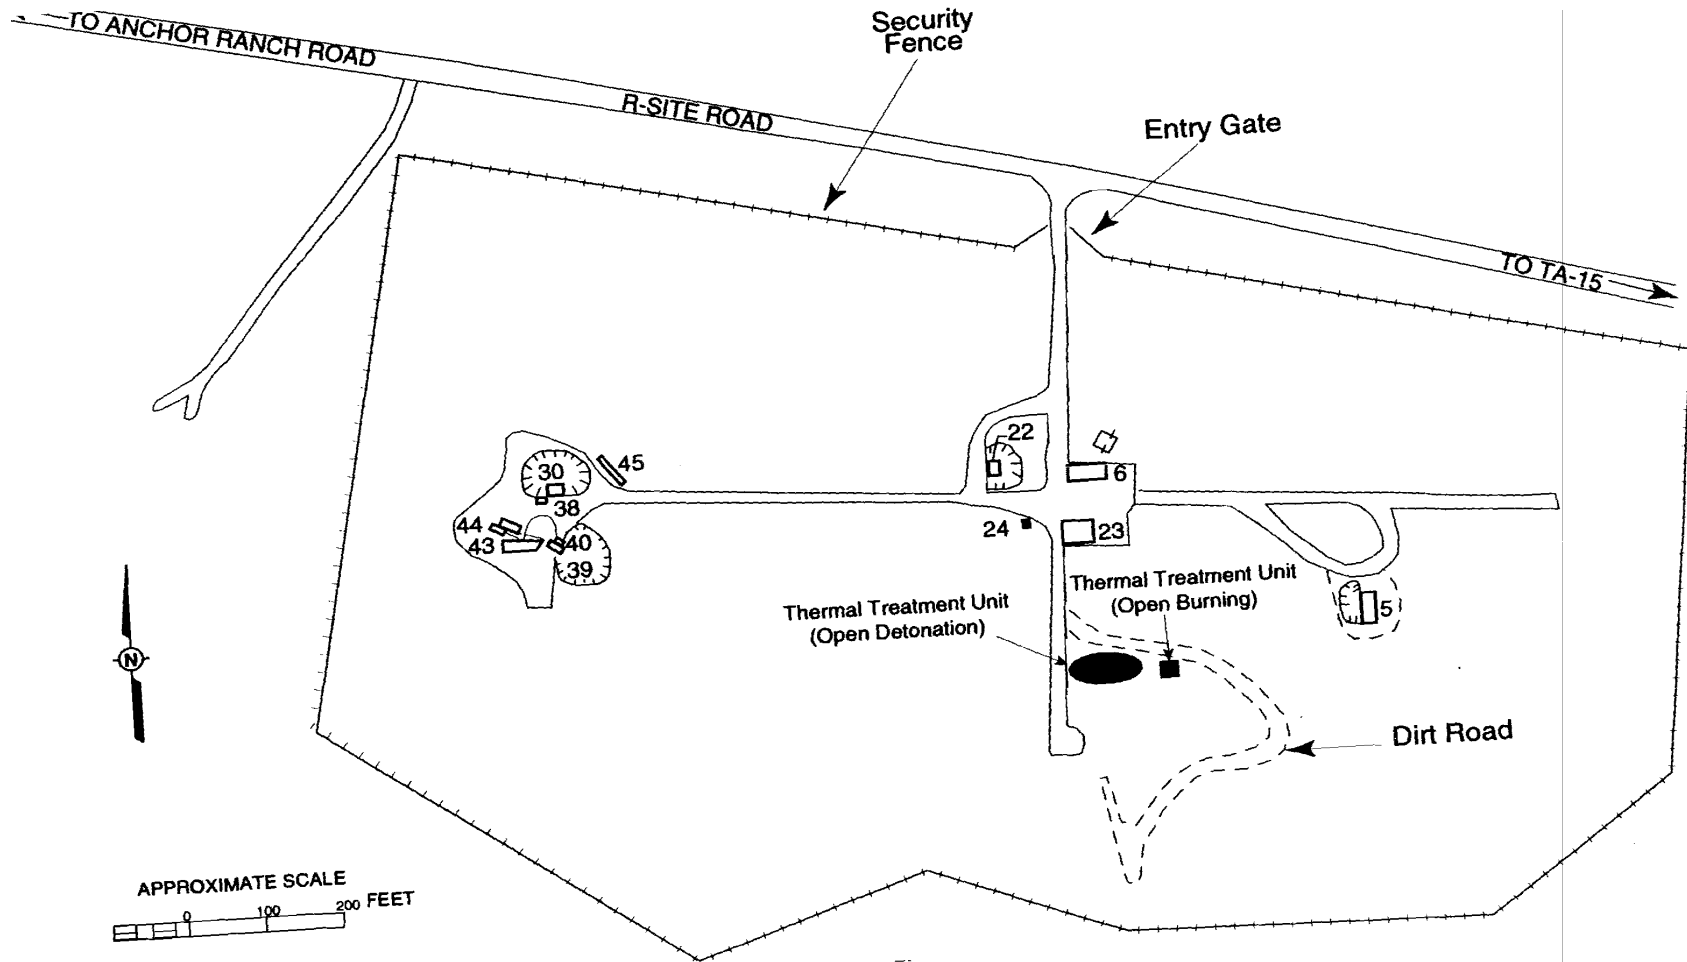 Security
Fence
TO ANCHOR RANCH ROAD
R-SITE ROAD
Entry Gate
TO TA-15
22
45
30
6
38
44
24
23
43
40
39
Thermal Treatment Unit
(Open Burning)
Thermal Treatment Unit
(Open Detonation)
5
N
Dirt Road
APPROXIMATE SCALE
0 100 200 FEET